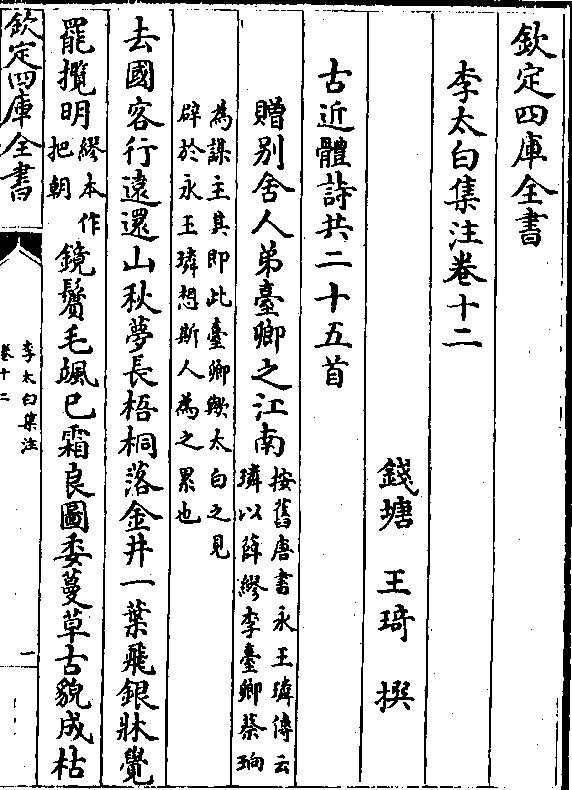 欽定四庫全書
李太白集注卷十二
錢塘 王琦 撰
古近體詩共二十五首
贈別舍人弟臺卿之江南
按舊唐書永王璘傳云
璘以薛鏐李臺卿蔡垧
為謀主其即此臺卿歟太白之見
辟於永王璘想斯人為之累也
去國客行遠還山秋夢長梧桐落金井一葉飛銀牀覺
罷攬明
繆本作
把朝
鏡鬢毛颯已霜良圖委蔓草古貌成枯
欽定四庫全書
李太白集注
卷十二
一